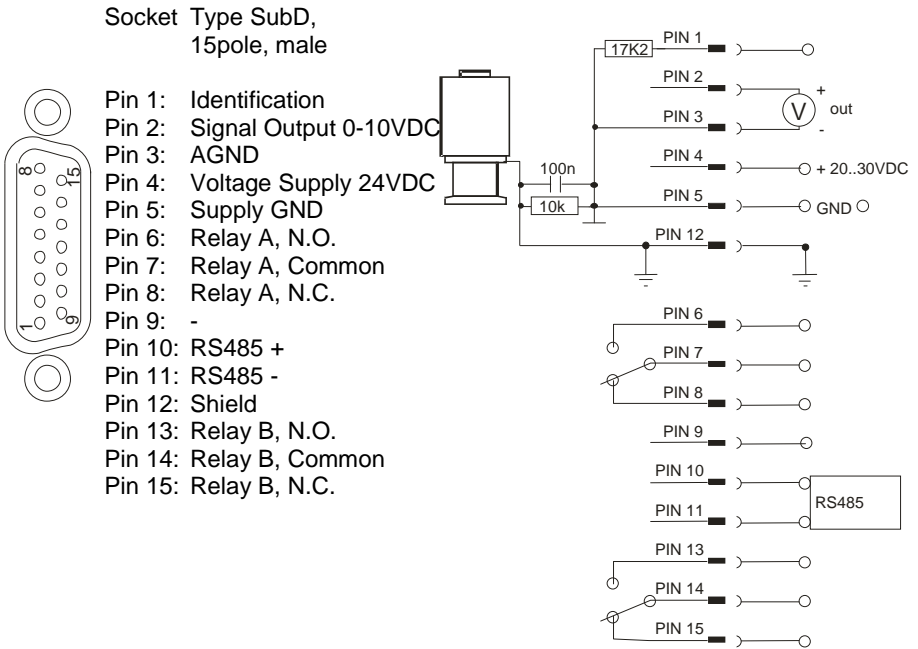 Socket Type SubD,
15pole, male
Pin 1: Identification
Pin 2: Signal Output 0-10VDC
Pin 3: AGND
Pin 4: Voltage Supply 24VDC
Pin 5: Supply GND
Pin 6: Relay A, N.O.
Pin 7: Relay A, Common
Pin 8: Relay A, N.C.
Pin 9: -
Pin 10: RS485 +
Pin 11: RS485 -
Pin 12: Shield
Pin 13: Relay B, N.O.
Pin 14: Relay B, Common
Pin 15: Relay B, N.C.
8
15
1
9
17K2
100n
10k
PIN 1
PIN 2
PIN 3
PIN 4
PIN 5
PIN 12
PIN 6
PIN 7
PIN 8
PIN 9
PIN 10
PIN 11
PIN 13
PIN 14
PIN 15
+
V out
-
+ 20..30VDC
GND
RS485